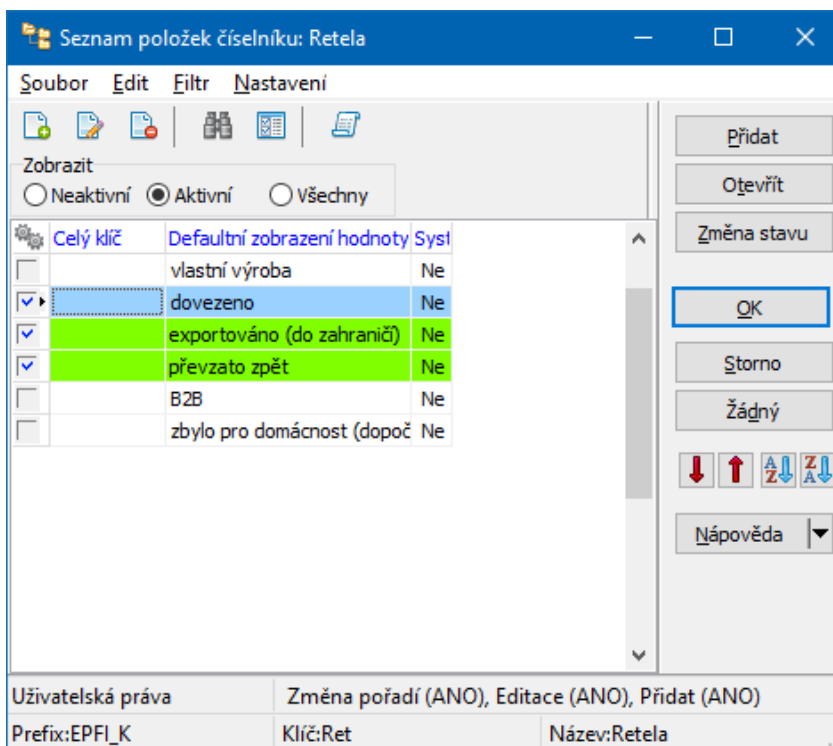 Seznam položek číselníku: Retela
Soubor Edit Filtr Nastavení
Zobrazit
Neaktivní Aktivní Všechny
Celý klíč Defaultní zobrazení hodnoty Syst
vlastní výroba Ne
dovezeno Ne
exportováno (do zahraničí) Ne
převzato zpět Ne
B2B Ne
zbylo pro domácnost (dopoč Ne
Přidat
Otevřít
Změna stavu
OK
Storno
Žádný
Nápověda
Uživatelská práva Změna pořadí (ANO), Editace (ANO), Přidat (ANO)
Prefix:EPFI_K Klíč:Ret Název:Retela